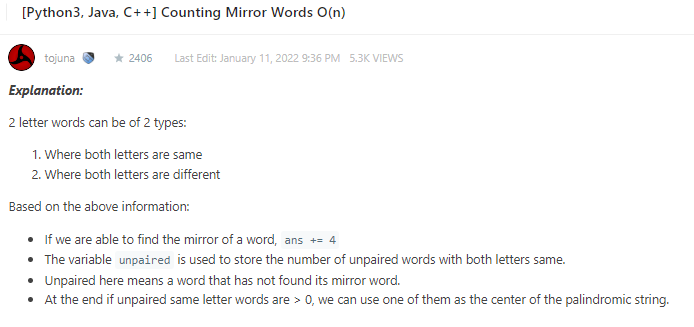 [Python3, Java, C++] Counting Mirror Words O(n)
tojuna ★ 2406 Last Edit: January 11, 2022 9:36 PM 5.3K VIEWS
Explanation:
2 letter words can be of 2 types:
1. Where both letters are same
2. Where both letters are different
Based on the above information:
• If we are able to find the mirror of a word, ans += 4
• The variable unpaired is used to store the number of unpaired words with both letters same.
• Unpaired here means a word that has not found its mirror word.
• At the end if unpaired same letter words are > 0, we can use one of them as the center of the palindromic string.